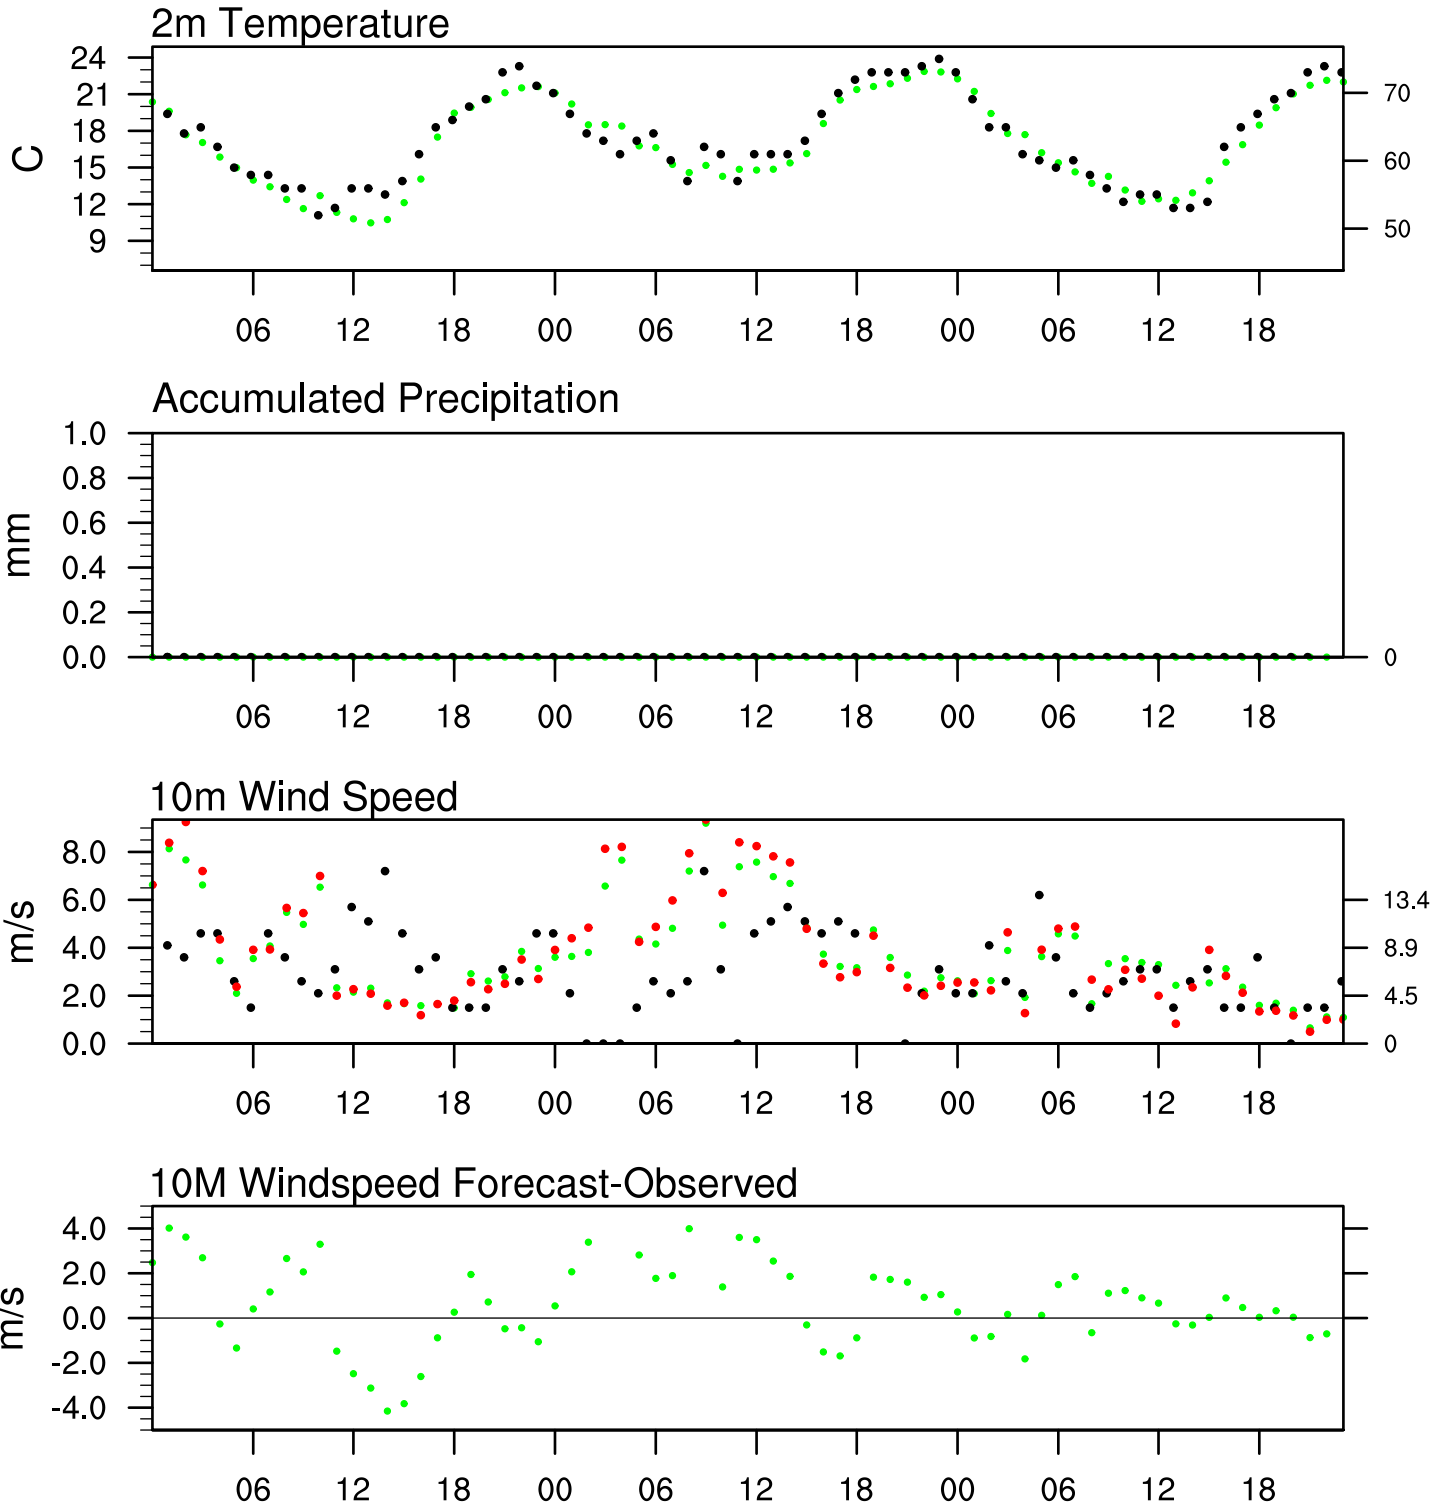 2m Temperature
24
21
18
15
12
9
C
70
60
50
06 12 18 00 06 12 18 00 06 12 18
Accumulated Precipitation
1.0
0.8
0.6
0.4
0.2
0.0
mm
0
06 12 18 00 06 12 18 00 06 12 18
10m Wind Speed
8.0
6.0
4.0
2.0
0.0
m/s
13.4
8.9
4.5
0
06 12 18 00 06 12 18 00 06 12 18
10M Windspeed Forecast-Observed
4.0
2.0
0.0
-2.0
-4.0
m/s
06 12 18 00 06 12 18 00 06 12 18